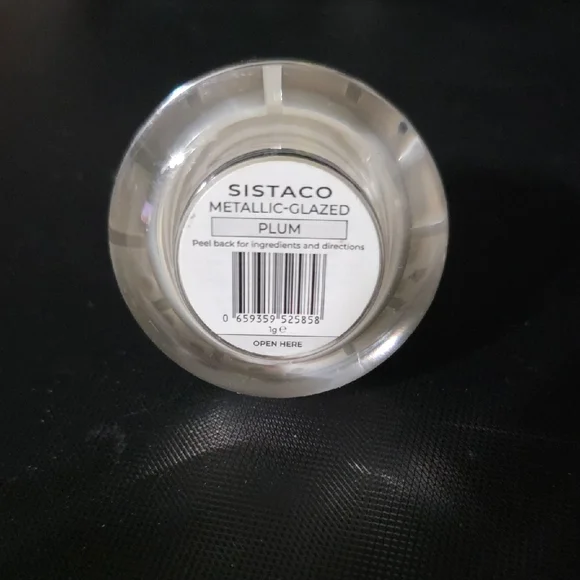 SISTACO
METALLIC-GLAZED
PLUM
Peel back for ingredients and directions
0 659359 525858
1g ℮
OPEN HERE